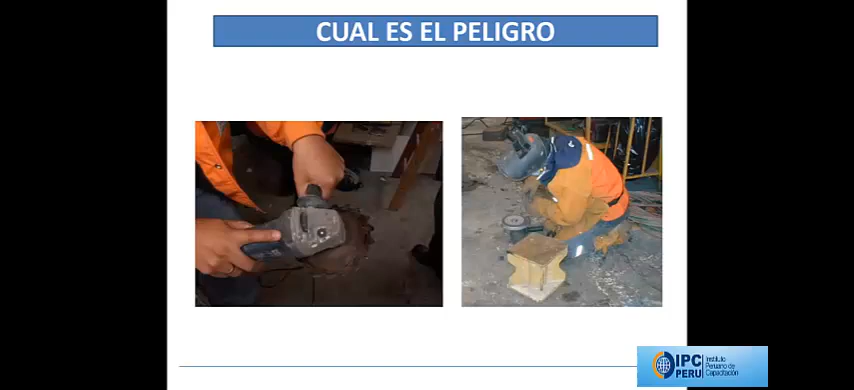 CUAL ES EL PELIGRO
IPC
PERU
Instituto
Peruano de
Capacitación